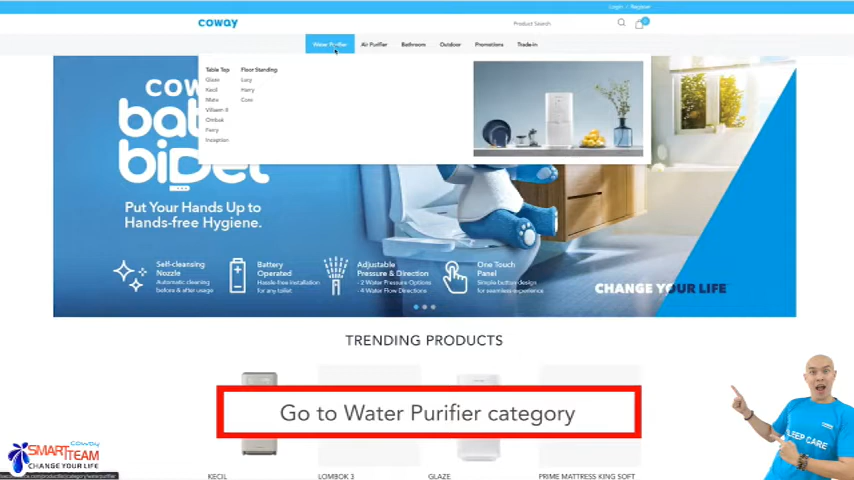 Login / Register
coway
Product Search
0
Water Purifier
Air Purifier
Bathroom
Outdoor
Promotions
Trade-in
Table Top
Floor Standing
Glaze
Lucy
Kecil
Harry
Mata
Core
Villaem II
Ombak
Fiery
Inception
COW
bab
biDET
Put Your Hands Up to
Hands-free Hygiene.
Self-cleansing
Nozzle
Automatic cleaning
before & after usage
Battery
Operated
Hassle-free installation
for any toilet
Adjustable
Pressure & Direction
- 2 Water Pressure Options
- 4 Water Flow Directions
One Touch
Panel
Simple button design
for seamless experience
CHANGE YOUR LIFE
TRENDING PRODUCTS
Go to Water Purifier category
SMART coway
TEAM
CHANGE YOUR LIFE
SLEEP CARE
KECIL
LOMBOK 3
GLAZE
PRIME MATTRESS KING SOFT